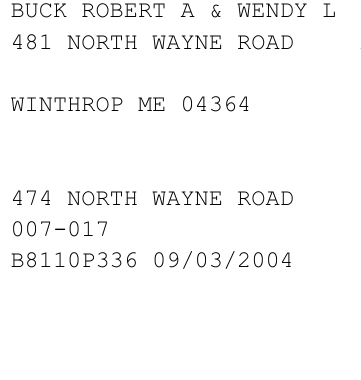 BUCK ROBERT A & WENDY L
481 NORTH WAYNE ROAD
WINTHROP ME 04364
474 NORTH WAYNE ROAD
007-017
B8110P336 09/03/2004